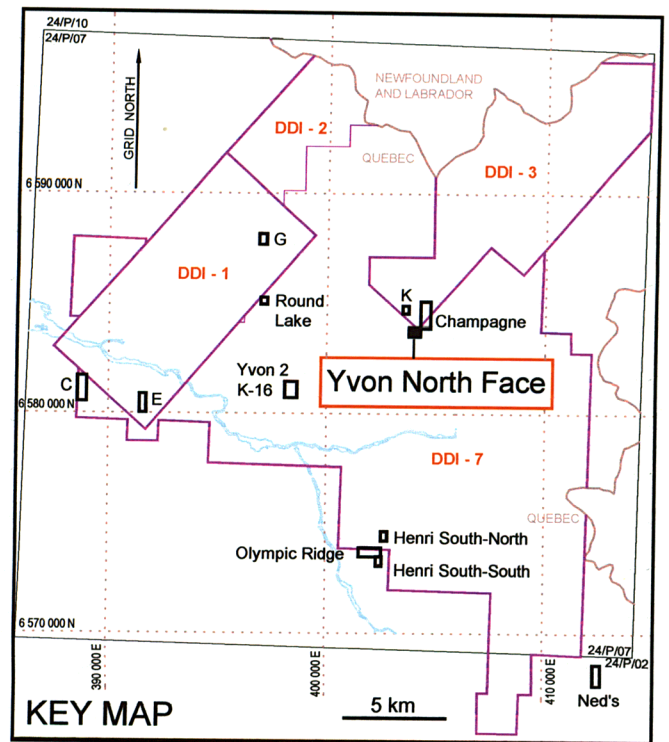 24/P/10
24/P/07
GRID NORTH
NEWFOUNDLAND
AND LABRADOR
DDI - 2
QUEBEC
DDI - 3
6 590 000 N
G
DDI - 1
Round
Lake
K
Champagne
Yvon 2
K-16
Yvon North Face
C
E
6 580 000 N
DDI - 7
QUEBEC
Henri South-North
Olympic Ridge
Henri South-South
6 570 000 N
24/P/07
24/P/02
390 000 E
400 000 E
410 000 E
Ned's
KEY MAP
5 km